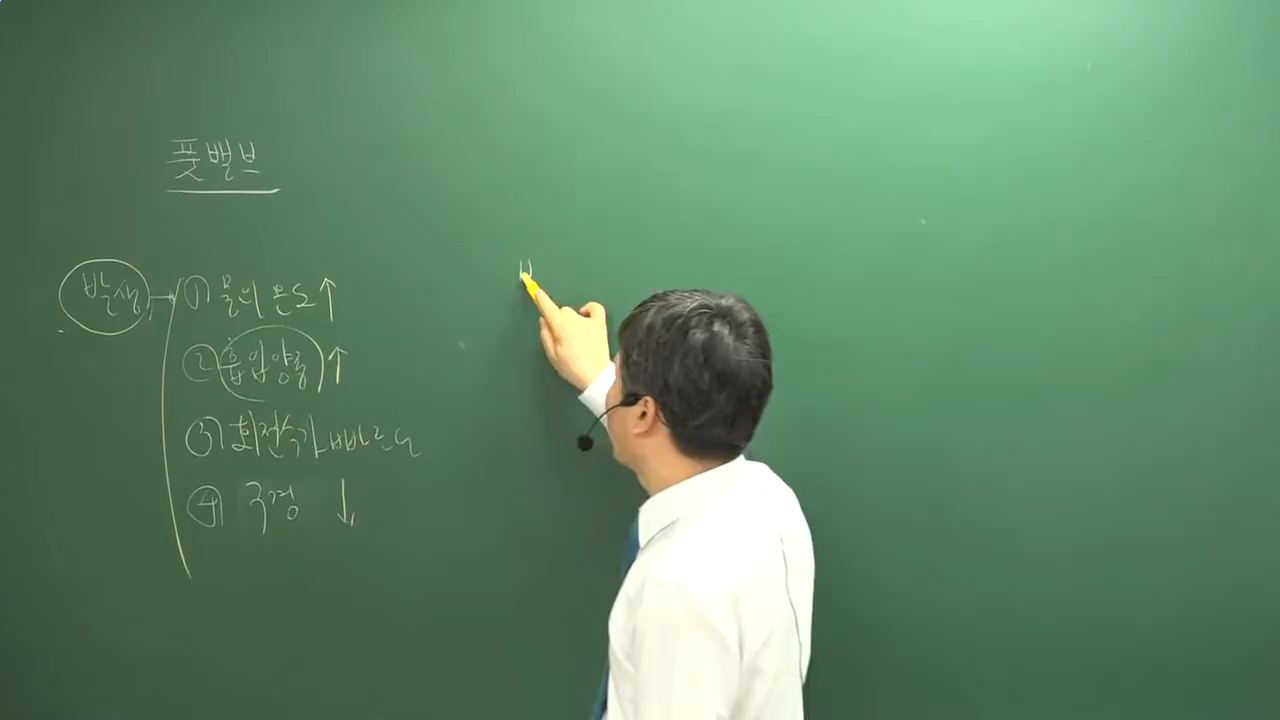 풋밸브
발생 → ① 물의 온도 ↑
② 흡입양정 ↑
③ 회전수가 빠르
④ 구경 ↓
ㅂ